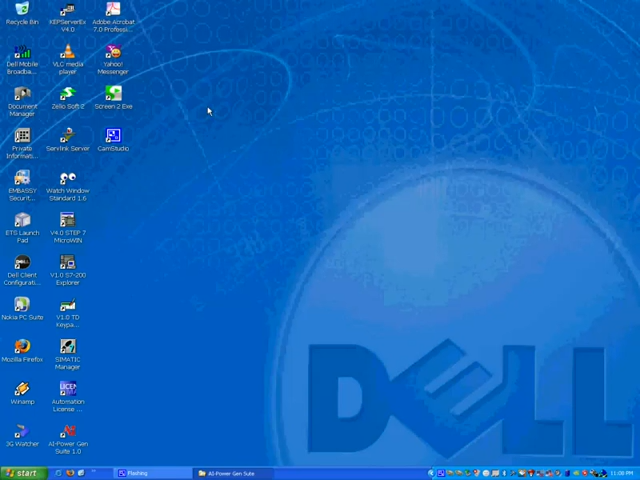 Recycle Bin
KEPServerEx
V4.0
Adobe Acrobat
7.0 Professi...
Dell Mobile
Broadba...
VLC media
player
Yahoo!
Messenger
Document
Manager
Zelio Soft 2
Screen 2 Exe
Private
Informati...
Servlink Server
CamStudio
EMBASSY
Securit...
Watch Window
Standard 1.6
ETS Launch
Pad
V4.0 STEP 7
MicroWIN
Dell Client
Configurati...
V1.0 S7-200
Explorer
Nokia PC Suite
V1.0 TD
Keypa...
Mozilla Firefox
SIMATIC
Manager
Winamp
Automation
License ...
3G Watcher
AI-Power Gen
Suite 1.0
DELL
start
Flashing
AI-Power Gen Suite
11:08 PM